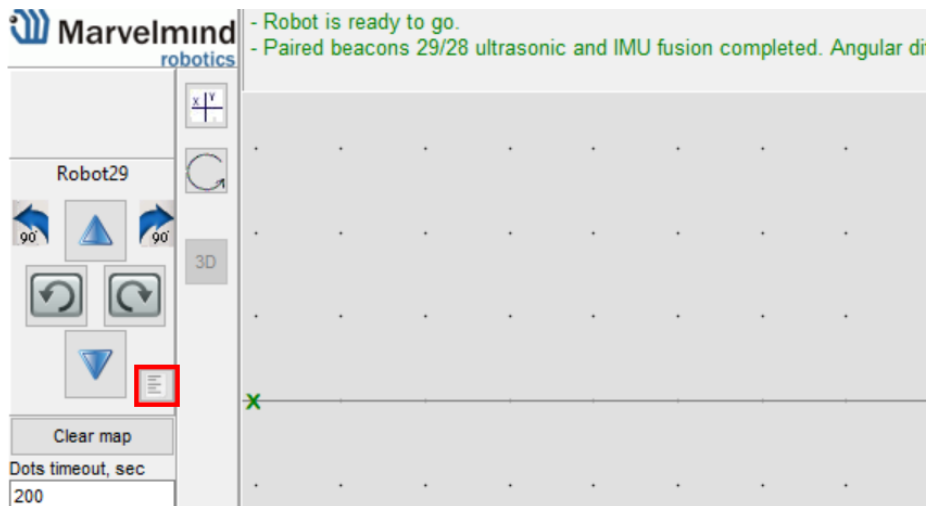 Marvelmind
robotics
- Robot is ready to go.
- Paired beacons 29/28 ultrasonic and IMU fusion completed. Angular di
X Y
Robot29
90°
90°
3D
X
Clear map
Dots timeout, sec
200